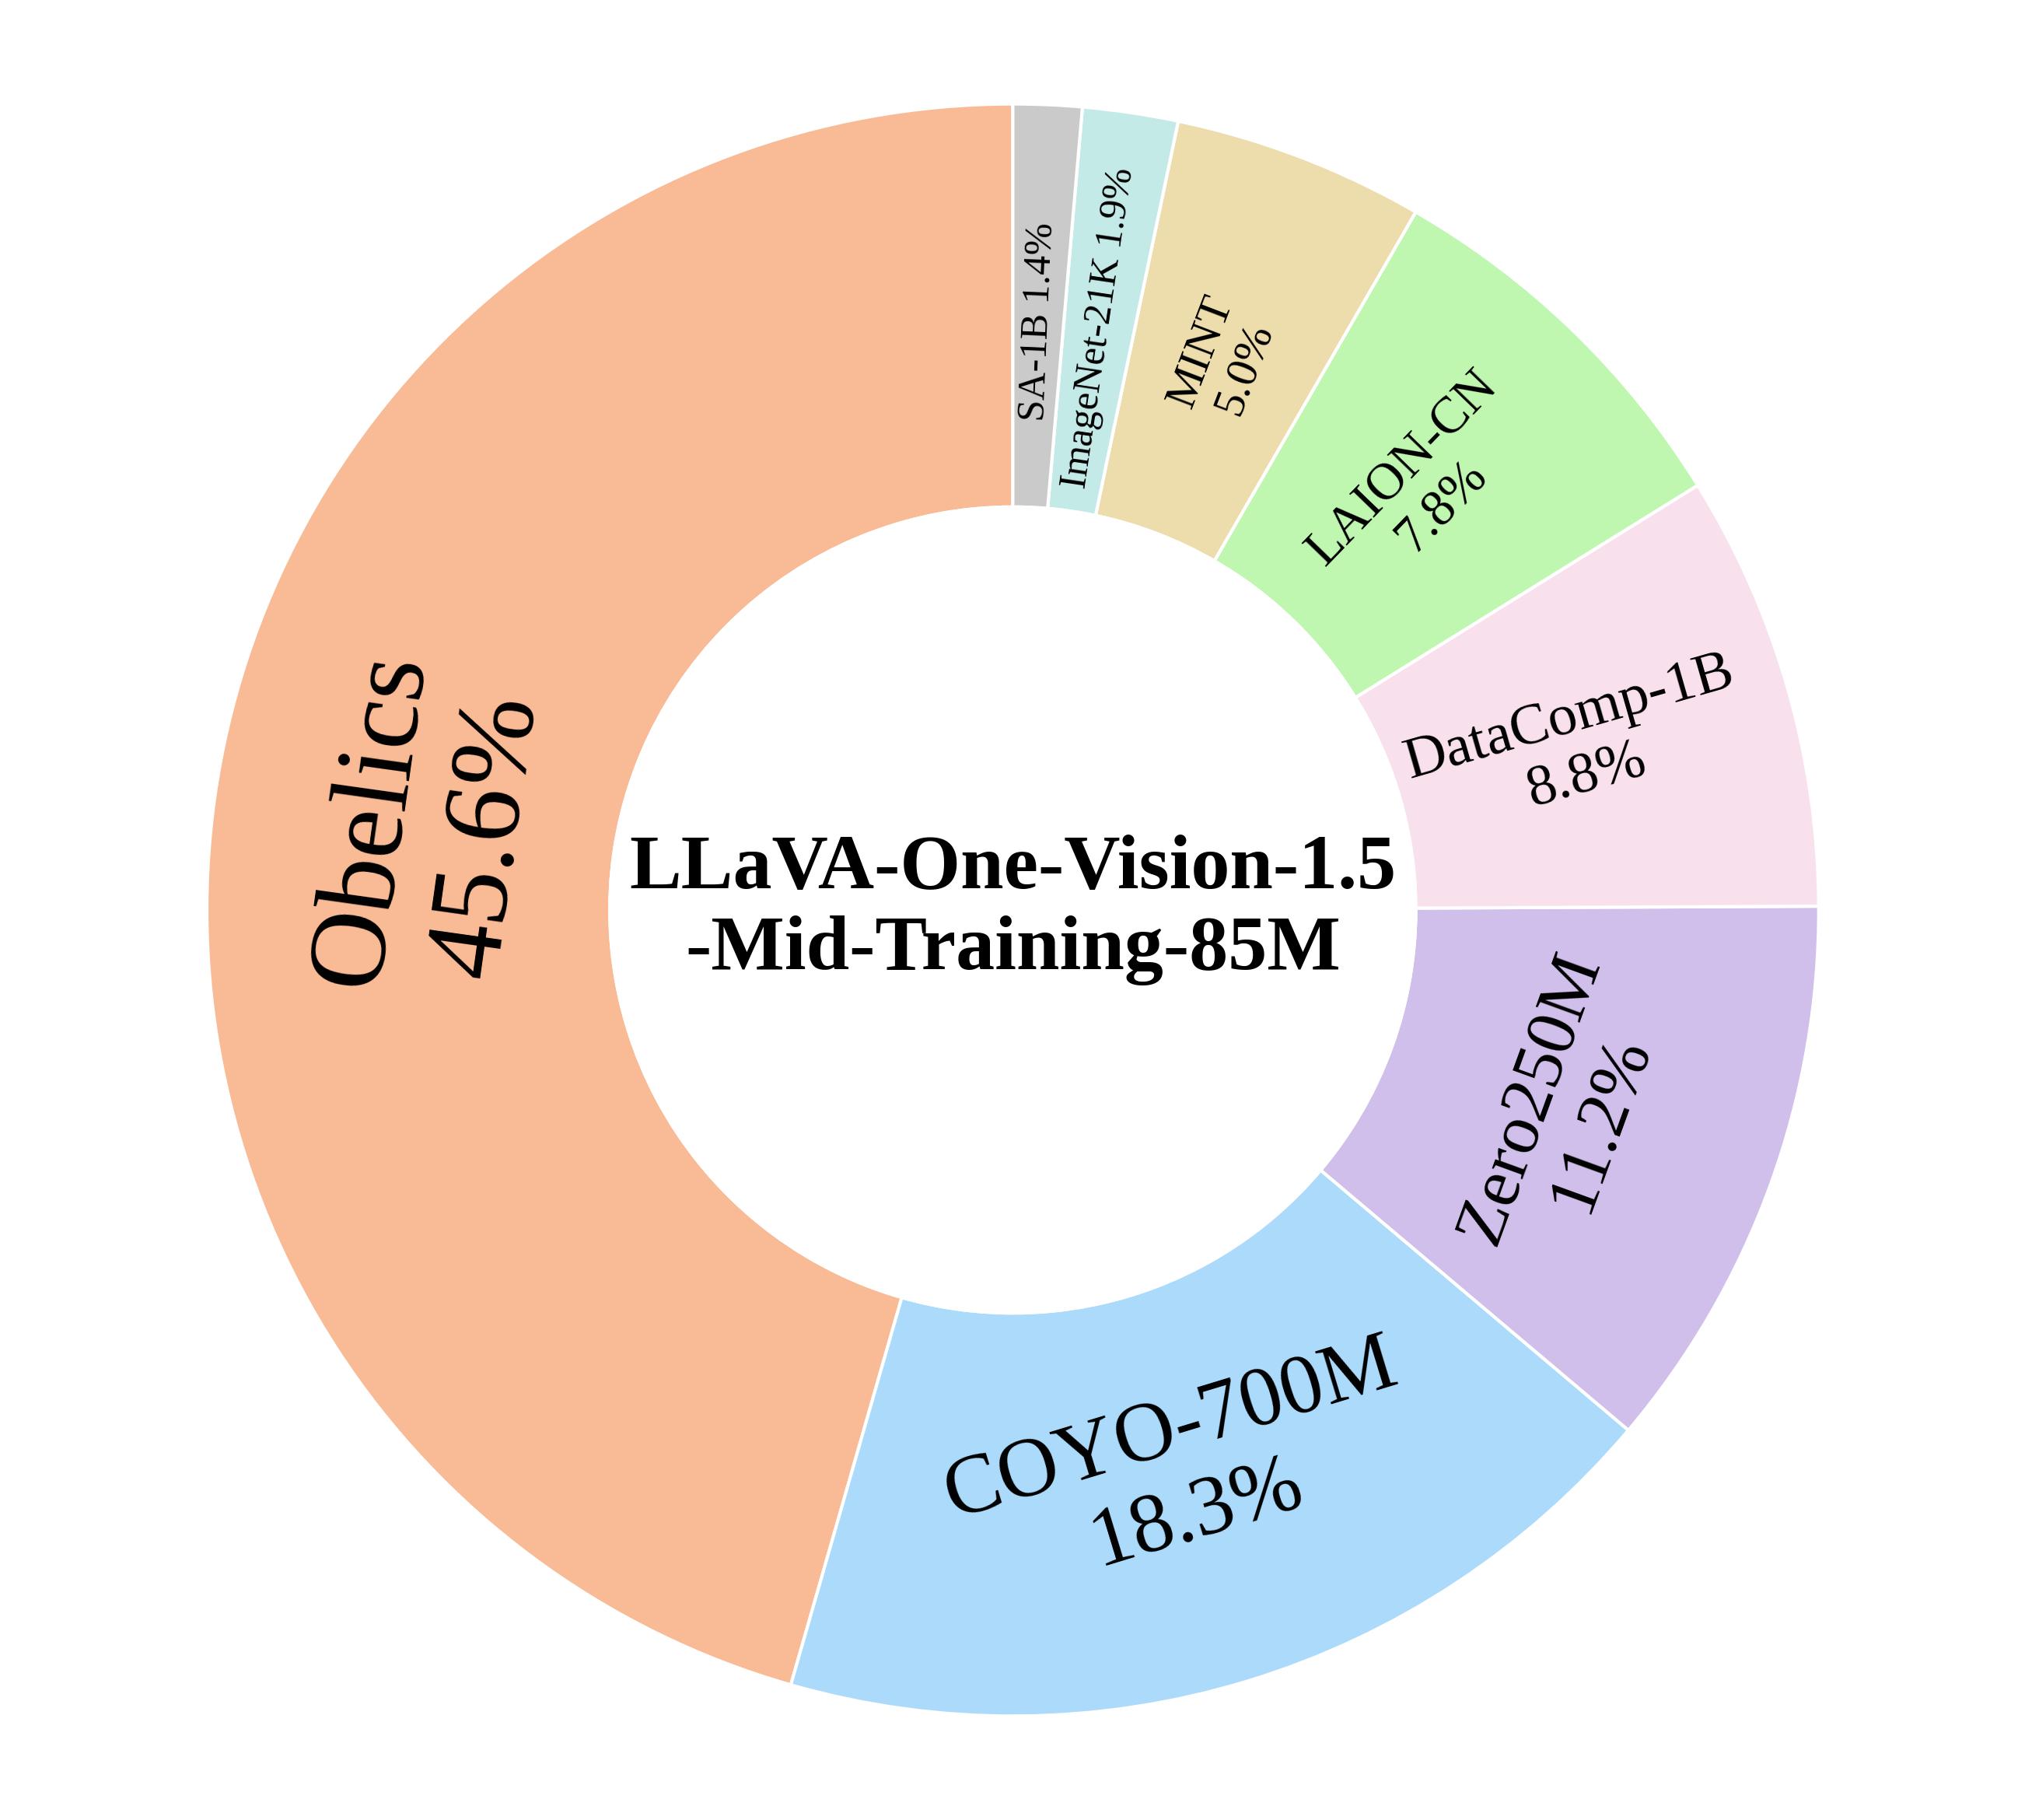 LLaVA-One-Vision-1.5
-Mid-Training-85M
SA-1B 1.4%
ImageNet-21K 1.9%
MINT
5.0%
LAION-CN
7.8%
DataComp-1B
8.8%
Zero250M
11.2%
COYO-700M
18.3%
Obelics
45.6%